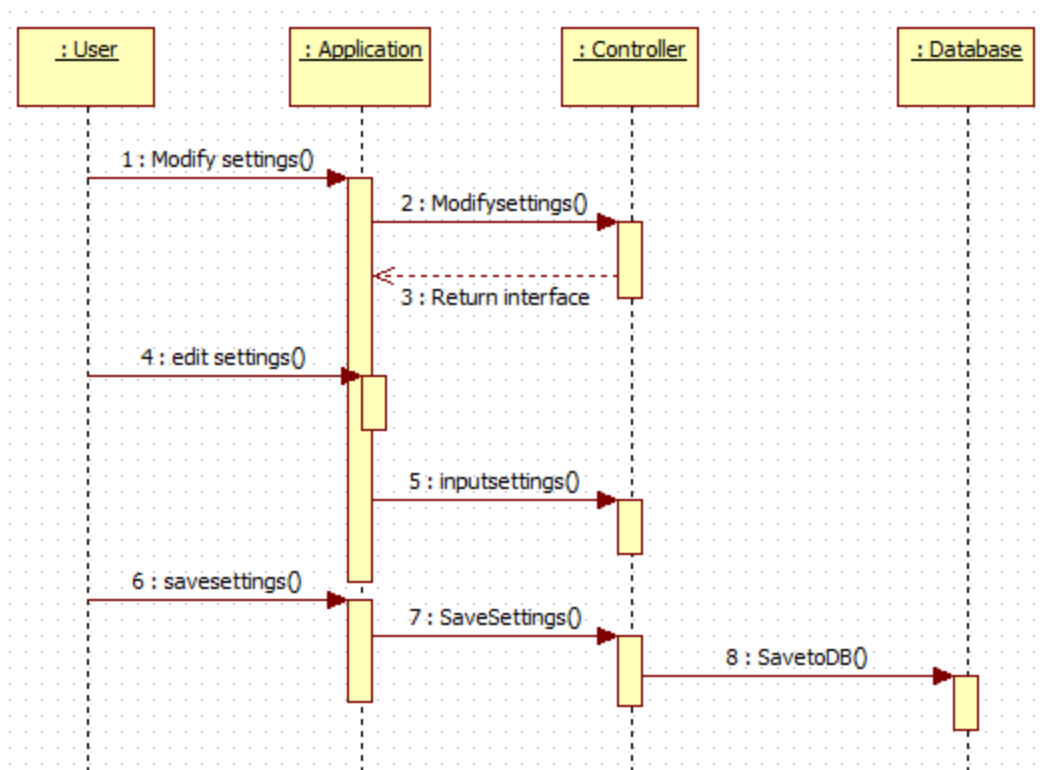 : User
: Application
: Controller
: Database
1 : Modify settings()
2 : Modifysettings()
3 : Return interface
4 : edit settings()
5 : inputsettings()
6 : savesettings()
7 : SaveSettings()
8 : SavetoDB()